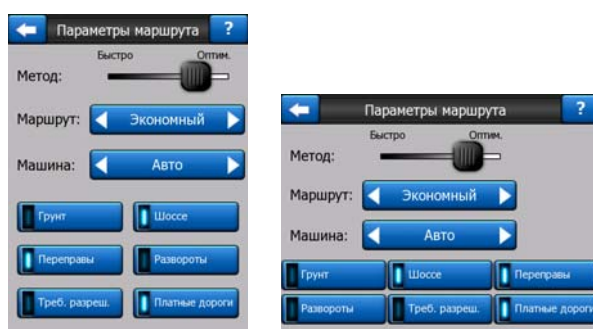 Параметры маршрута ?
Быстро Оптим.
Метод:
Маршрут: Экономный
Машина: Авто
Грунт Шоссе
Переправы Развороты
Треб. разреш. Платные дороги
Параметры маршрута ?
Быстро Оптим.
Метод:
Маршрут: Экономный
Машина: Авто
Грунт Шоссе Переправы
Развороты Треб. разреш. Платные дороги